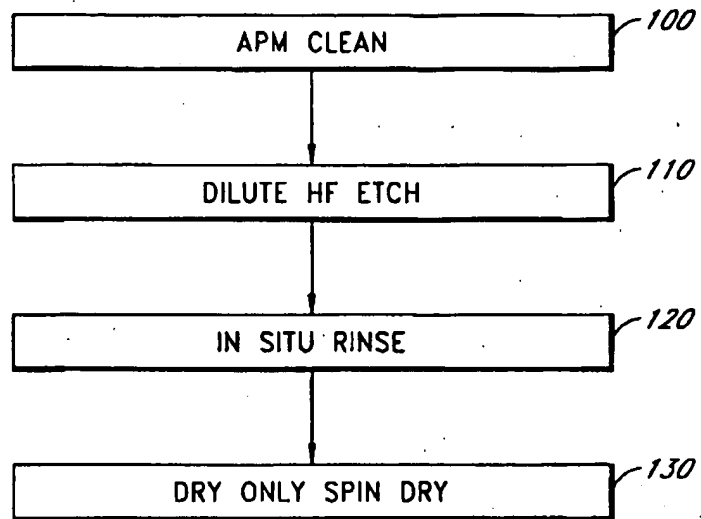 APM CLEAN 100
DILUTE HF ETCH 110
IN SITU RINSE 120
DRY ONLY SPIN DRY 130